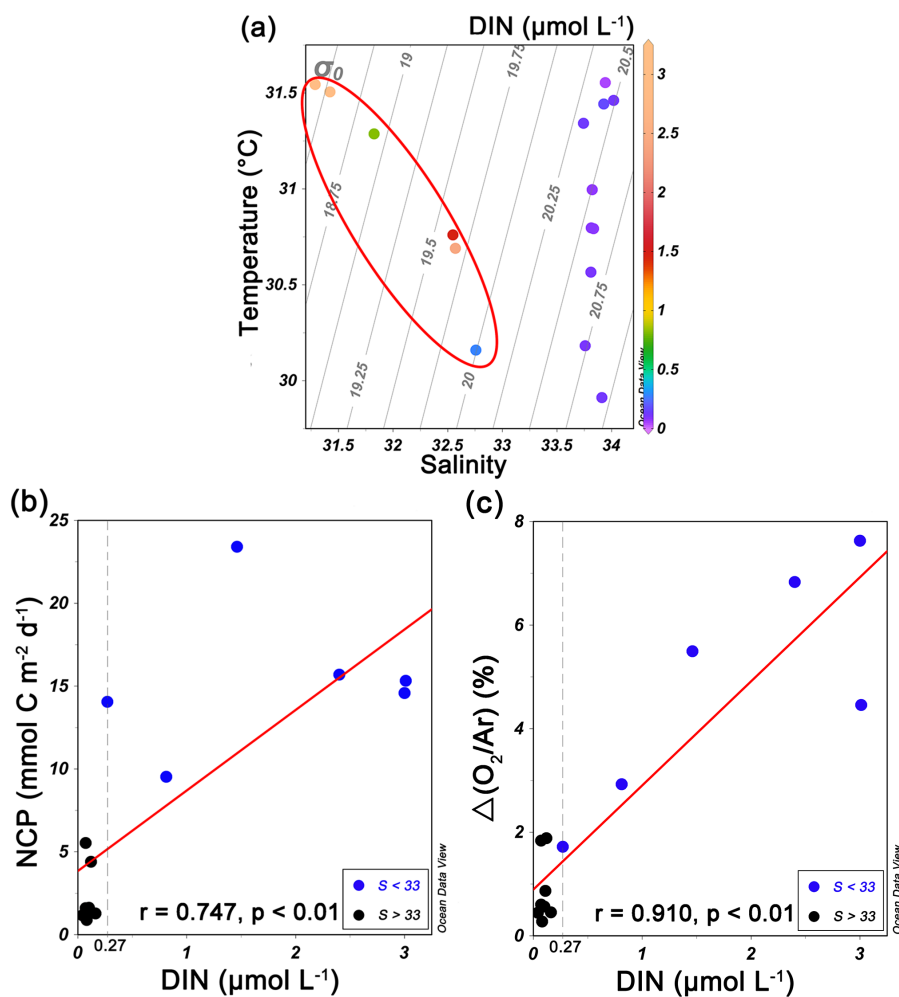 (a)
DIN (µmol L-1)
σ0
19
19.75
20.5
18.75
19.5
20.25
19.25
20
20.75
31.5
31
30.5
30
Temperature (°C)
31.5 32 32.5 33 33.5 34
Salinity
3
2.5
2
1.5
1
0.5
0
Ocean Data View
(b)
25
20
15
10
5
0
NCP (mmol C m-2 d-1)
S < 33
S > 33
r = 0.747, p < 0.01
Ocean Data View
0 0.27 1 2 3
DIN (µmol L-1)
(c)
8
6
4
2
0
△(O2/Ar) (%)
S < 33
S > 33
r = 0.910, p < 0.01
Ocean Data View
0 0.27 1 2 3
DIN (µmol L-1)